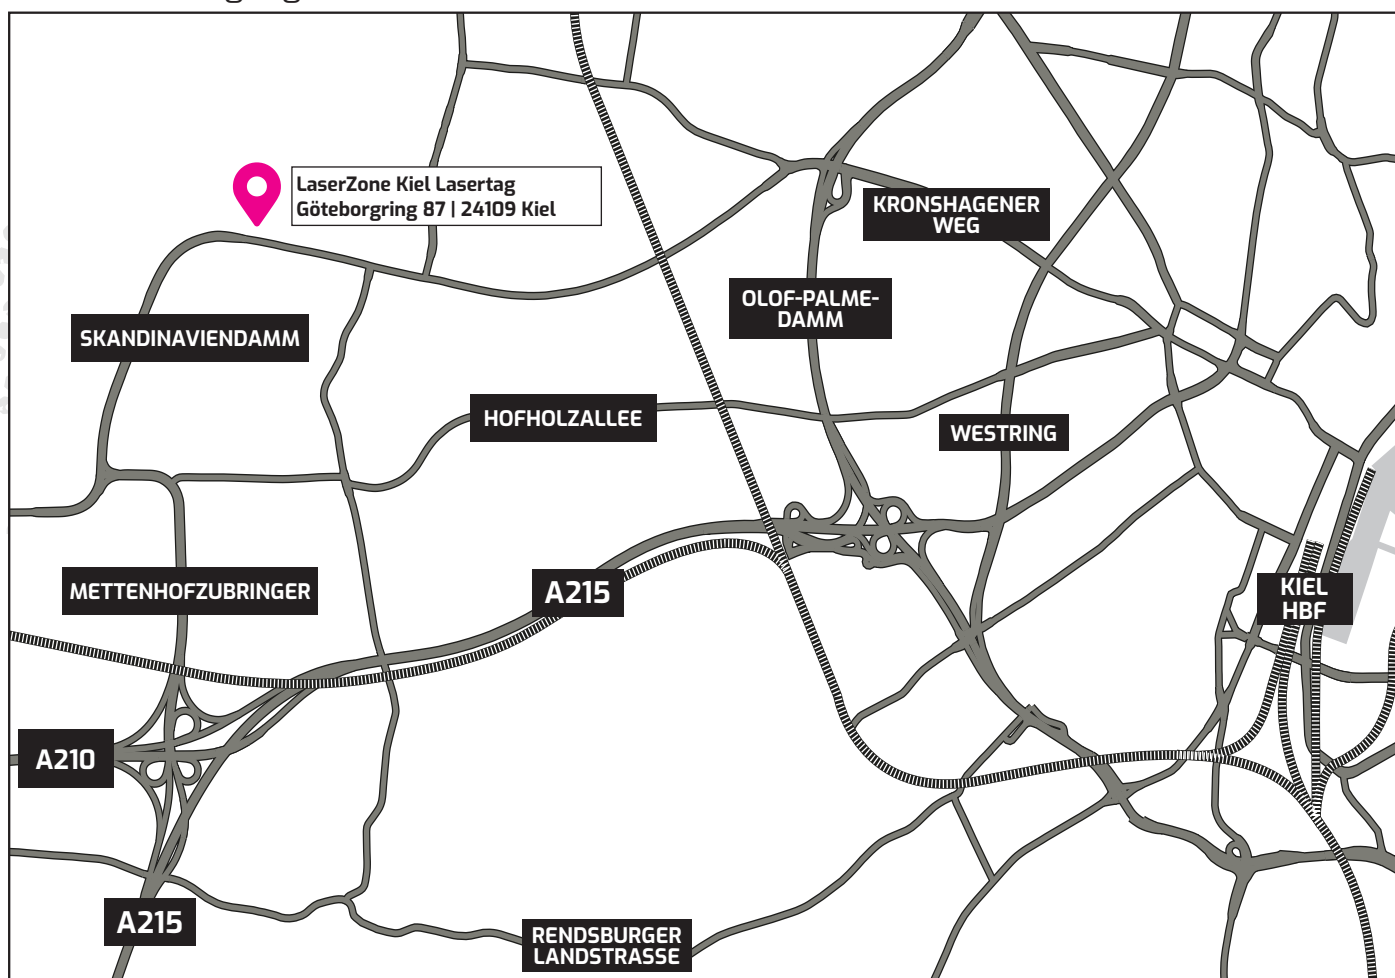 LaserZone Kiel Lasertag
Göteborgring 87 | 24109 Kiel
KRONSHAGENER
WEG
OLOF-PALME-
DAMM
SKANDINAVIENDAMM
HOFHOLZALLEE
WESTRING
METTENHOFZUBRINGER
A215
KIEL
HBF
A210
A215
RENDSBURGER
LANDSTRASSE